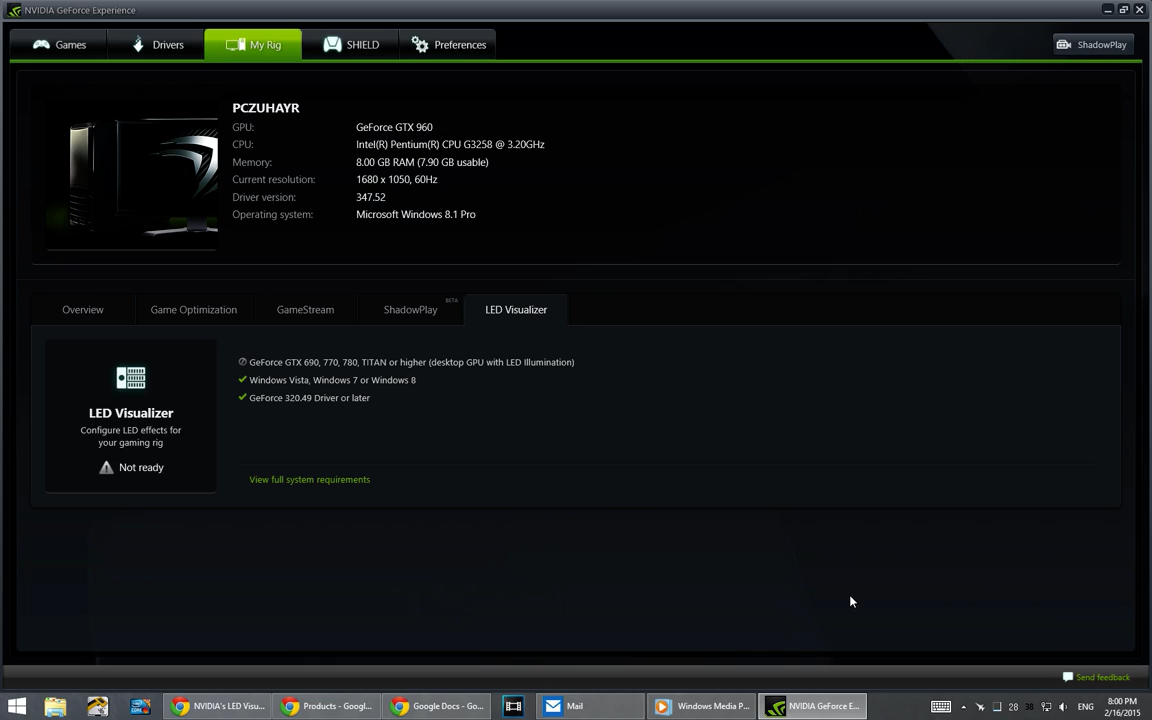 NVIDIA GeForce Experience
Games
Drivers
My Rig
SHIELD
Preferences
ShadowPlay
PCZUHAYR
GPU: GeForce GTX 960
CPU: Intel(R) Pentium(R) CPU G3258 @ 3.20GHz
Memory: 8.00 GB RAM (7.90 GB usable)
Current resolution: 1680 x 1050, 60Hz
Driver version: 347.52
Operating system: Microsoft Windows 8.1 Pro
Overview
Game Optimization
GameStream
ShadowPlay BETA
LED Visualizer
LED Visualizer
Configure LED effects for
your gaming rig
Not ready
GeForce GTX 690, 770, 780, TITAN or higher (desktop GPU with LED Illumination)
Windows Vista, Windows 7 or Windows 8
GeForce 320.49 Driver or later
View full system requirements
Send feedback
NVIDIA's LED Visu...
Products - Googl...
Google Docs - Go...
Mail
Windows Media P...
NVIDIA GeForce E...
28
38
ENG
8:00 PM
2/16/2015